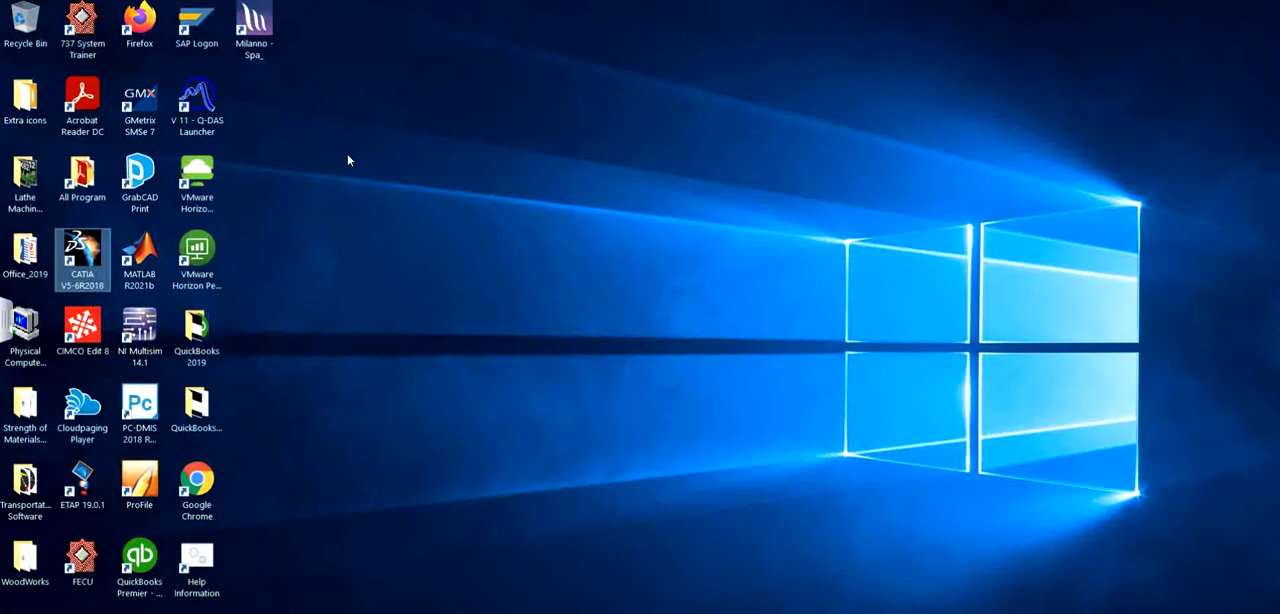 Recycle Bin
737 System
Trainer
Firefox
SAP Logon
Milanno -
Spa_
Extra icons
Acrobat
Reader DC
GMX
GMetrix
SMSe 7
V 11 - Q-DAS
Launcher
Lathe
Machin...
All Program
GrabCAD
Print
VMware
Horizo...
Office_2019
CATIA
V5-6R2018
MATLAB
R2021b
VMware
Horizon Pe...
Physical
Compute...
CIMCO Edit 8
NI Multisim
14.1
QuickBooks
2019
Strength of
Materials...
Cloudpaging
Player
Pc
PC-DMIS
2018 R...
QuickBooks...
Transportat...
Software
ETAP 19.0.1
ProFile
Google
Chrome
WoodWorks
FECU
qb
QuickBooks
Premier - ...
Help
Information